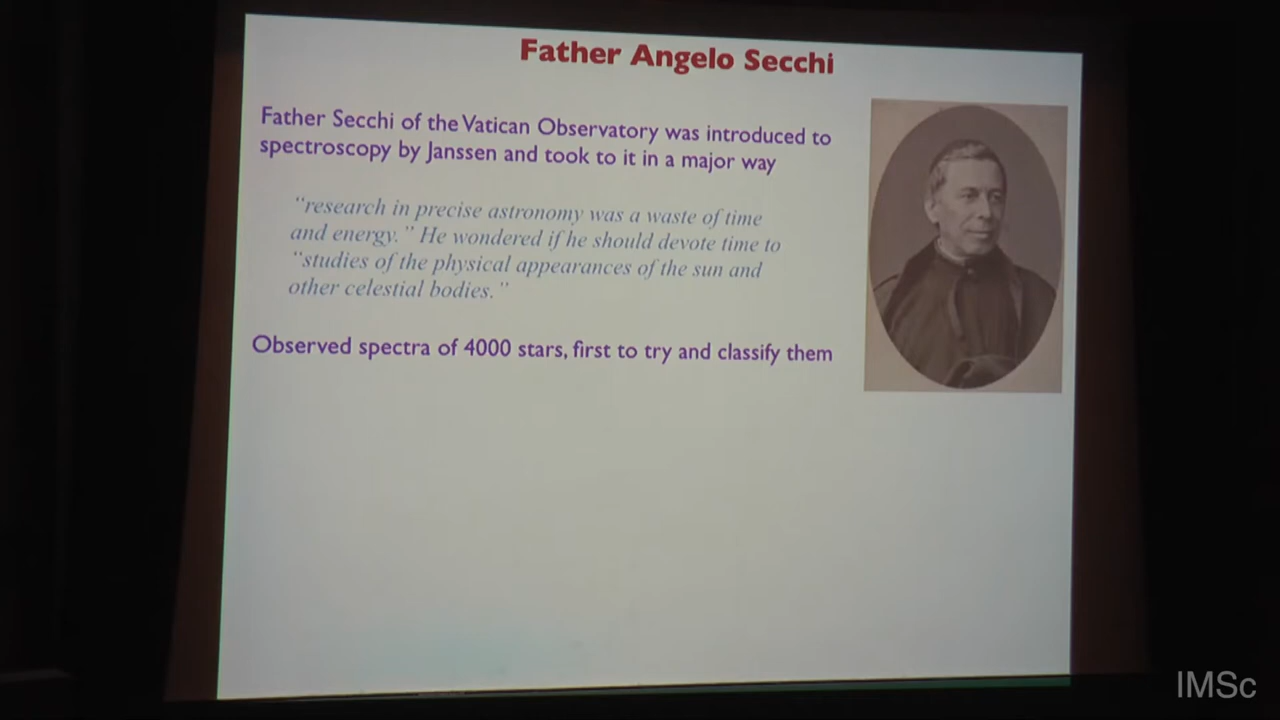 Father Angelo Secchi
Father Secchi of the Vatican Observatory was introduced to
spectroscopy by Janssen and took to it in a major way
“research in precise astronomy was a waste of time
and energy.” He wondered if he should devote time to
“studies of the physical appearances of the sun and
other celestial bodies.”
Observed spectra of 4000 stars, first to try and classify them
IMSc